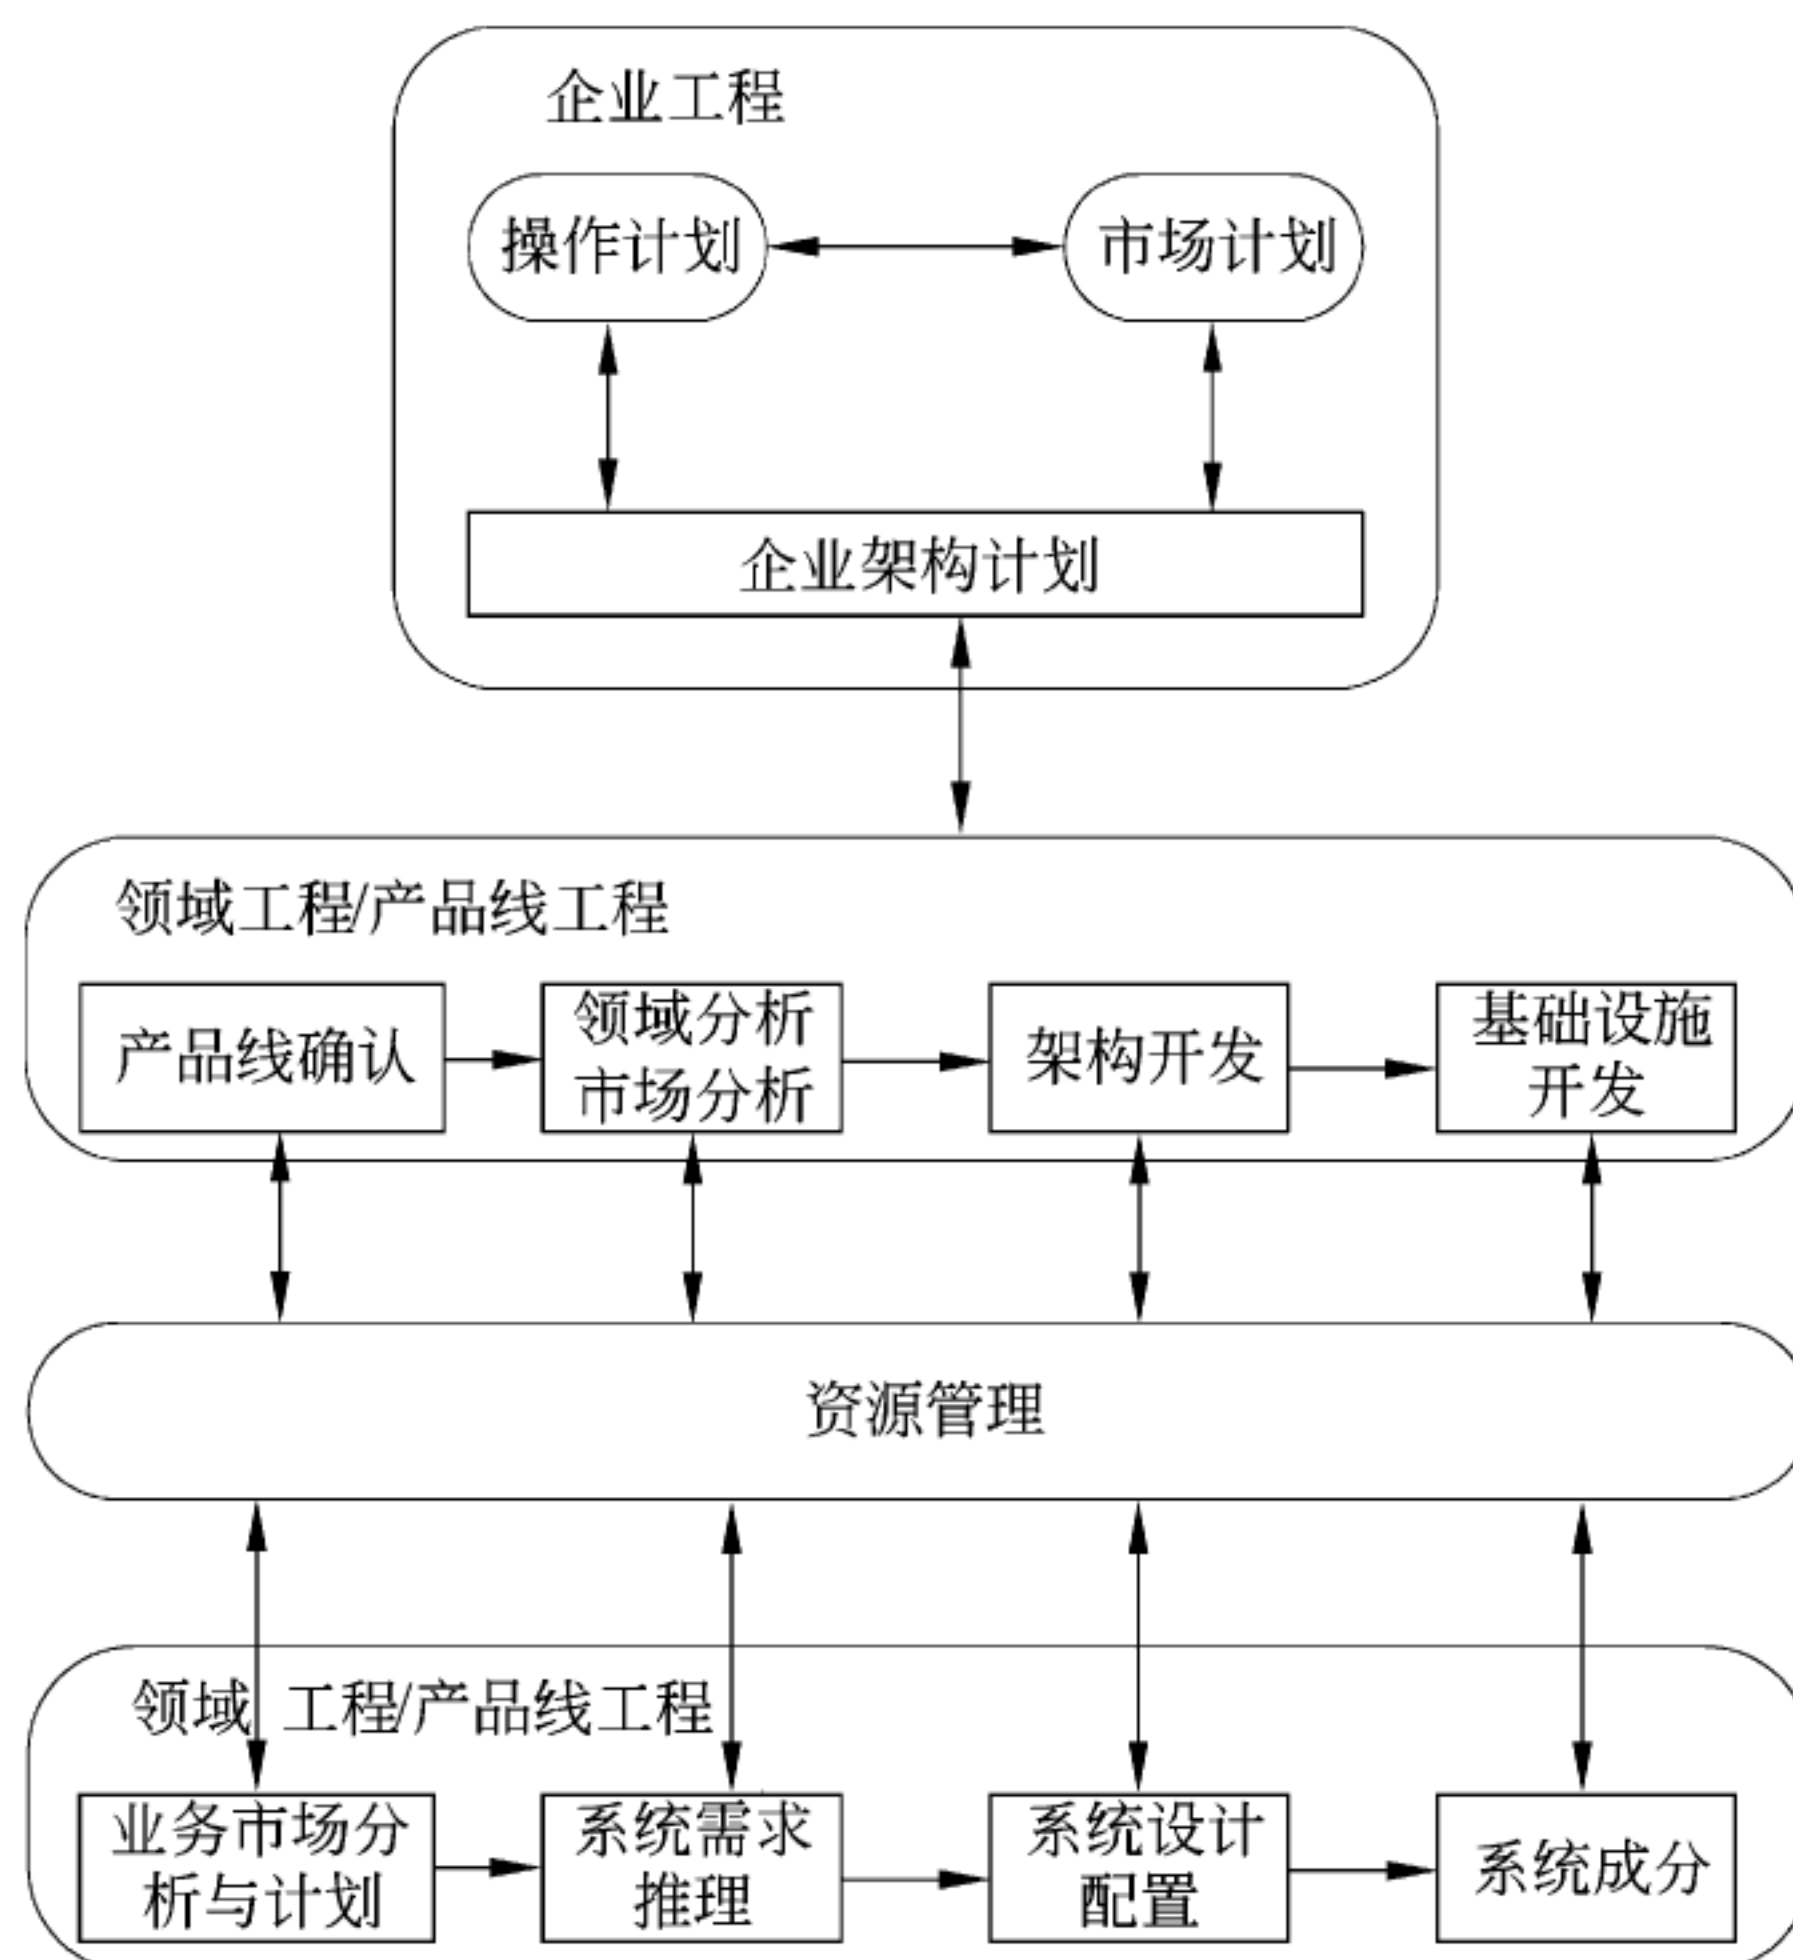 企业工程
操作计划
市场计划
企业架构计划
领域工程/产品线工程
产品线确认
领域分析
市场分析
架构开发
基础设施
开发
资源管理
领域 工程/产品线工程
业务市场分
析与计划
系统需求
推理
系统设计
配置
系统成分